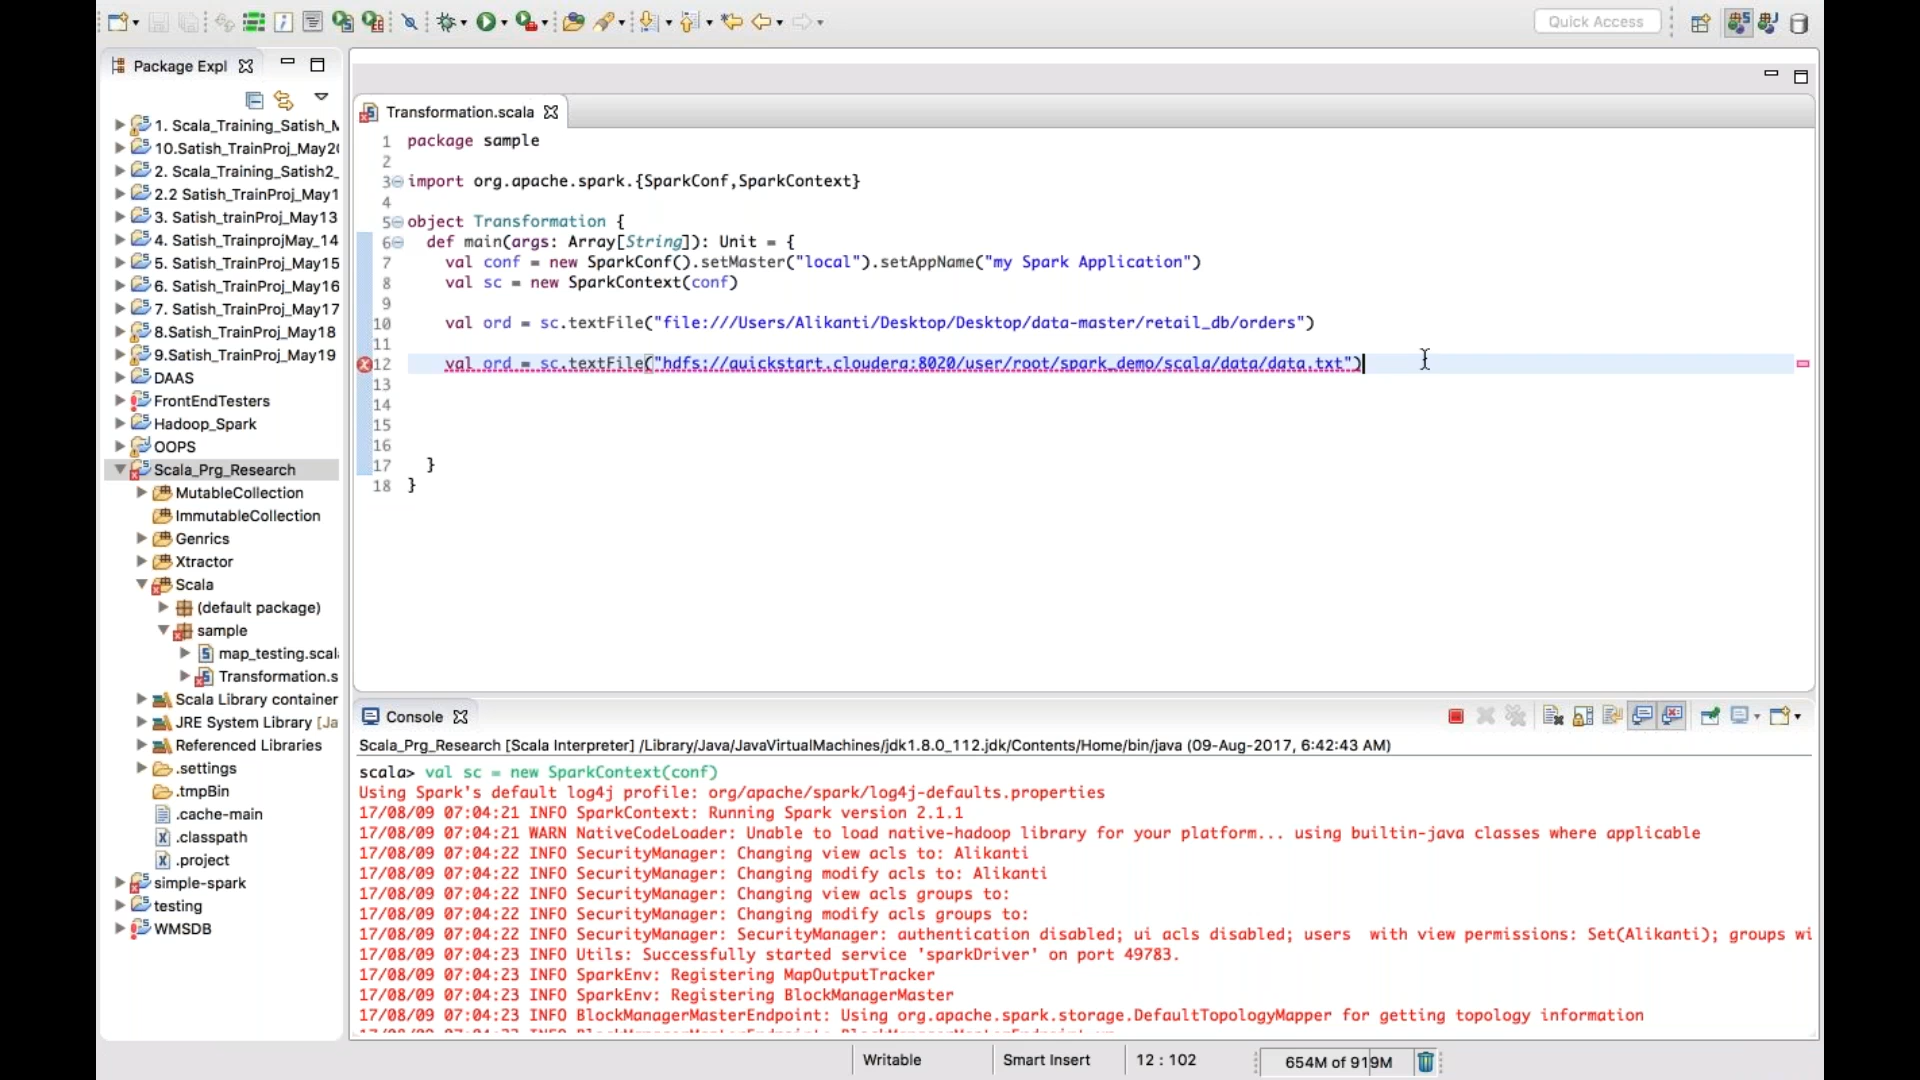 Quick Access
Package Expl
1. Scala_Training_Satish_M
10.Satish_TrainProj_May20
2. Scala_Training_Satish2_
2.2 Satish_TrainProj_May1
3. Satish_trainProj_May13
4. Satish_TrainprojMay_14
5. Satish_TrainProj_May15
6. Satish_TrainProj_May16
7. Satish_TrainProj_May17
8.Satish_TrainProj_May18
9.Satish_TrainProj_May19
DAAS
FrontEndTesters
Hadoop_Spark
OOPS
Scala_Prg_Research
MutableCollection
ImmutableCollection
Genrics
Xtractor
Scala
(default package)
sample
map_testing.scal
Transformation.s
Scala Library container
JRE System Library [Ja
Referenced Libraries
.settings
.tmpBin
.cache-main
.classpath
.project
simple-spark
testing
WMSDB
Transformation.scala
1 package sample
2
3 import org.apache.spark.{SparkConf,SparkContext}
4
5 object Transformation {
6 def main(args: Array[String]): Unit = {
7 val conf = new SparkConf().setMaster("local").setAppName("my Spark Application")
8 val sc = new SparkContext(conf)
9
10 val ord = sc.textFile("file:///Users/Alikanti/Desktop/Desktop/data-master/retail_db/orders")
11
12 val ord = sc.textFile("hdfs://quickstart.cloudera:8020/user/root/spark_demo/scala/data/data.txt")
13
14
15
16
17 }
18 }
Console
Scala_Prg_Research [Scala Interpreter] /Library/Java/JavaVirtualMachines/jdk1.8.0_112.jdk/Contents/Home/bin/java (09-Aug-2017, 6:42:43 AM)
scala> val sc = new SparkContext(conf)
Using Spark's default log4j profile: org/apache/spark/log4j-defaults.properties
17/08/09 07:04:21 INFO SparkContext: Running Spark version 2.1.1
17/08/09 07:04:21 WARN NativeCodeLoader: Unable to load native-hadoop library for your platform... using builtin-java classes where applicable
17/08/09 07:04:22 INFO SecurityManager: Changing view acls to: Alikanti
17/08/09 07:04:22 INFO SecurityManager: Changing modify acls to: Alikanti
17/08/09 07:04:22 INFO SecurityManager: Changing view acls groups to:
17/08/09 07:04:22 INFO SecurityManager: Changing modify acls groups to:
17/08/09 07:04:22 INFO SecurityManager: SecurityManager: authentication disabled; ui acls disabled; users with view permissions: Set(Alikanti); groups wi
17/08/09 07:04:23 INFO Utils: Successfully started service 'sparkDriver' on port 49783.
17/08/09 07:04:23 INFO SparkEnv: Registering MapOutputTracker
17/08/09 07:04:23 INFO SparkEnv: Registering BlockManagerMaster
17/08/09 07:04:23 INFO BlockManagerMasterEndpoint: Using org.apache.spark.storage.DefaultTopologyMapper for getting topology information
Writable
Smart Insert
12 : 102
654M of 919M